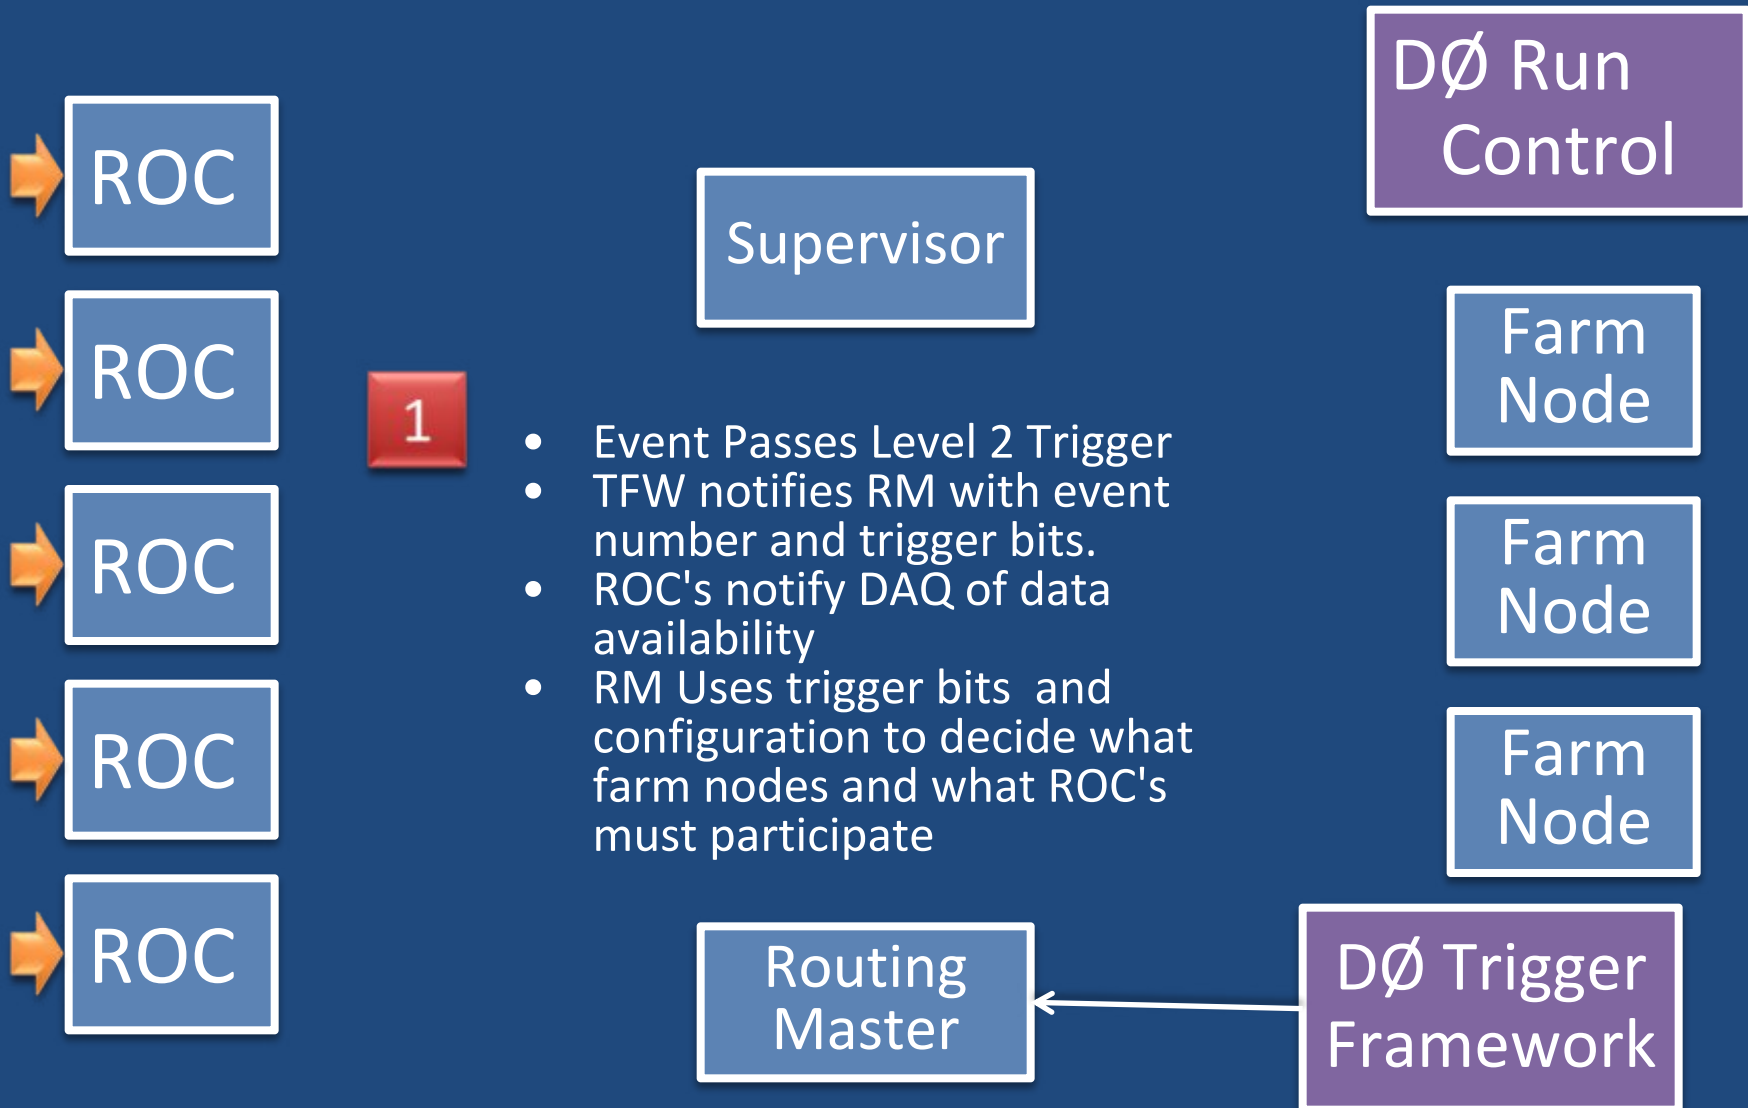 DØ Run
Control
ROC
Supervisor
ROC
Farm
Node
1
• Event Passes Level 2 Trigger
• TFW notifies RM with event
number and trigger bits.
• ROC's notify DAQ of data
availability
• RM Uses trigger bits  and
configuration to decide what
farm nodes and what ROC's
must participate
ROC
Farm
Node
ROC
Farm
Node
ROC
Routing
Master
DØ Trigger
Framework